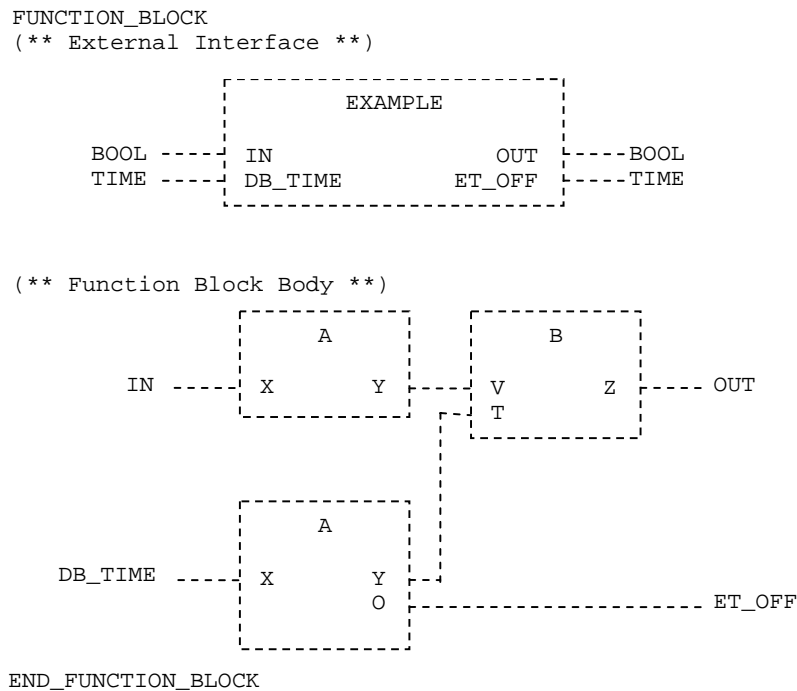 FUNCTION_BLOCK
(** External Interface **)
EXAMPLE
BOOL IN OUT BOOL
TIME DB_TIME ET_OFF TIME
(** Function Block Body **)
A B
IN X Y V Z OUT
T
A
DB_TIME X Y
O ET_OFF
END_FUNCTION_BLOCK